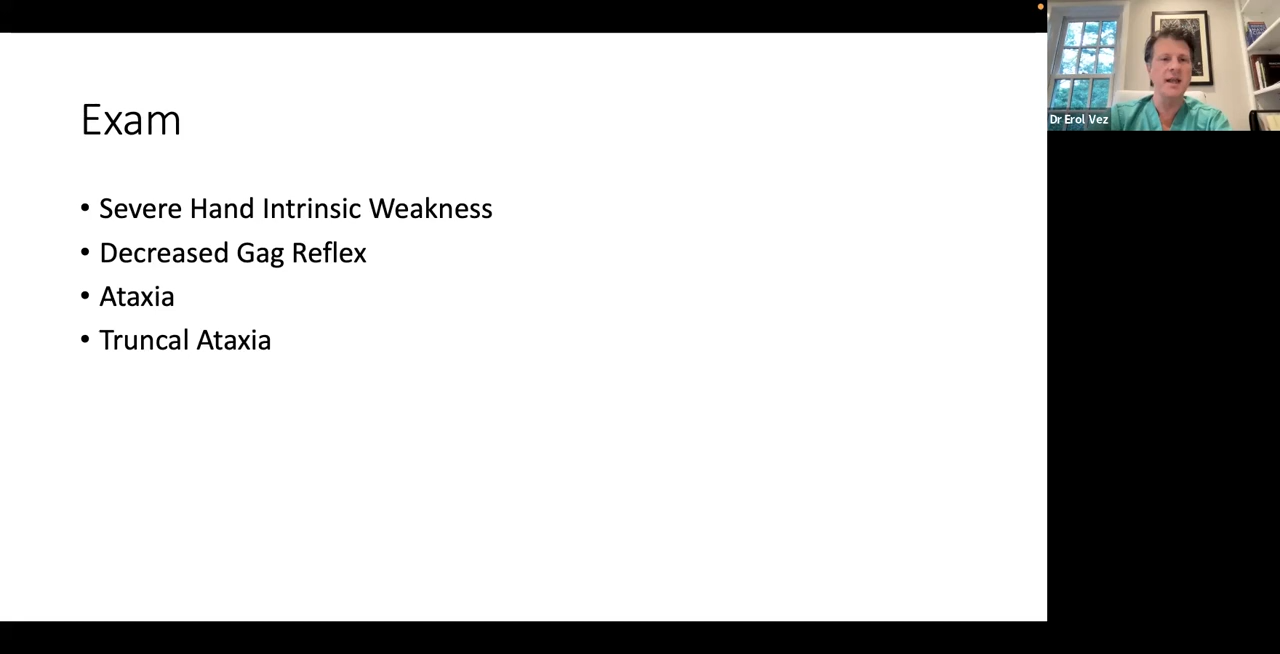 Exam
• Severe Hand Intrinsic Weakness
• Decreased Gag Reflex
• Ataxia
• Truncal Ataxia
Dr Erol Vez